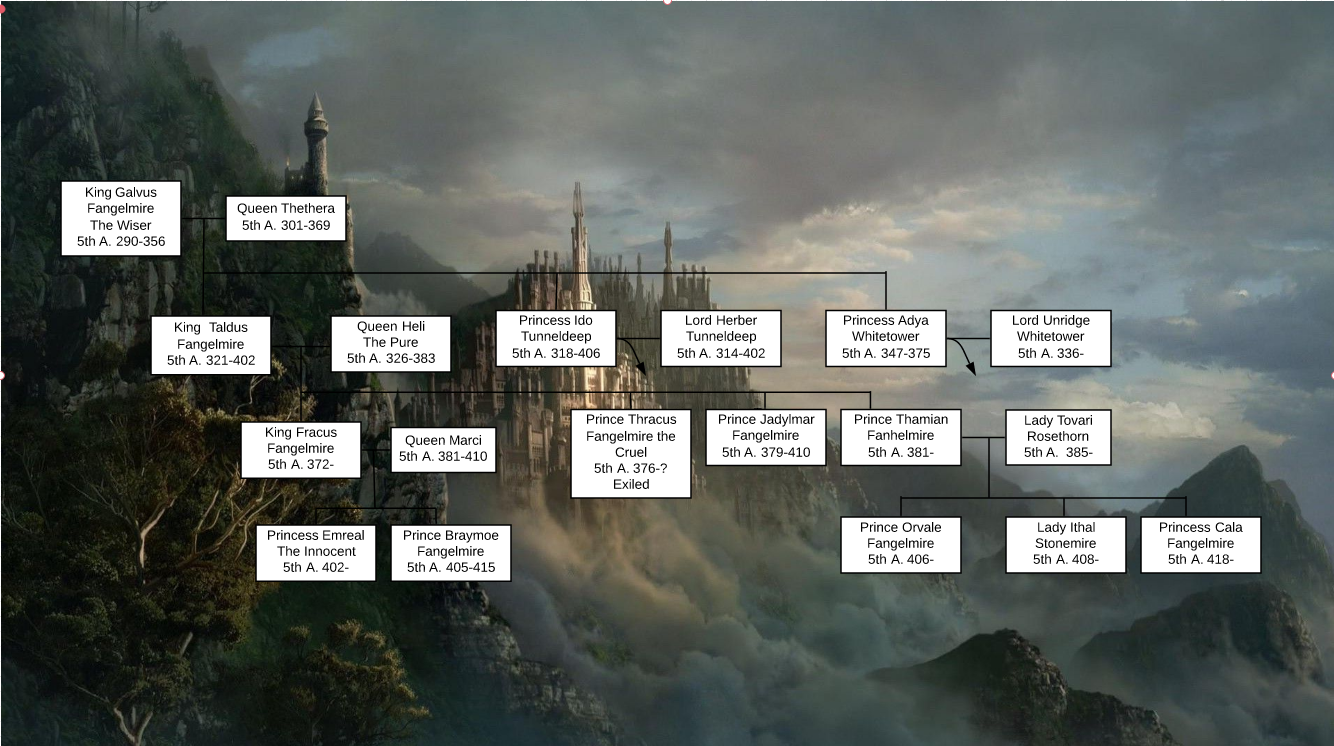 King Galvus
Fangelmire
The Wiser
5th A. 290-356
Queen Thethera
5th A. 301-369
King Taldus
Fangelmire
5th A. 321-402
Queen Heli
The Pure
5th A. 326-383
Princess Ido
Tunneldeep
5th A. 318-406
Lord Herber
Tunneldeep
5th A. 314-402
Princess Adya
Whitetower
5th A. 347-375
Lord Unridge
Whitetower
5th A. 336-
King Fracus
Fangelmire
5th A. 372-
Queen Marci
5th A. 381-410
Prince Thracus
Fangelmire the
Cruel
5th A. 376-?
Exiled
Prince Jadylmar
Fangelmire
5th A. 379-410
Prince Thamian
Fanhelmire
5th A. 381-
Lady Tovari
Rosethorn
5th A. 385-
Princess Emreal
The Innocent
5th A. 402-
Prince Braymoe
Fangelmire
5th A. 405-415
Prince Orvale
Fangelmire
5th A. 406-
Lady Ithal
Stonemire
5th A. 408-
Princess Cala
Fangelmire
5th A. 418-